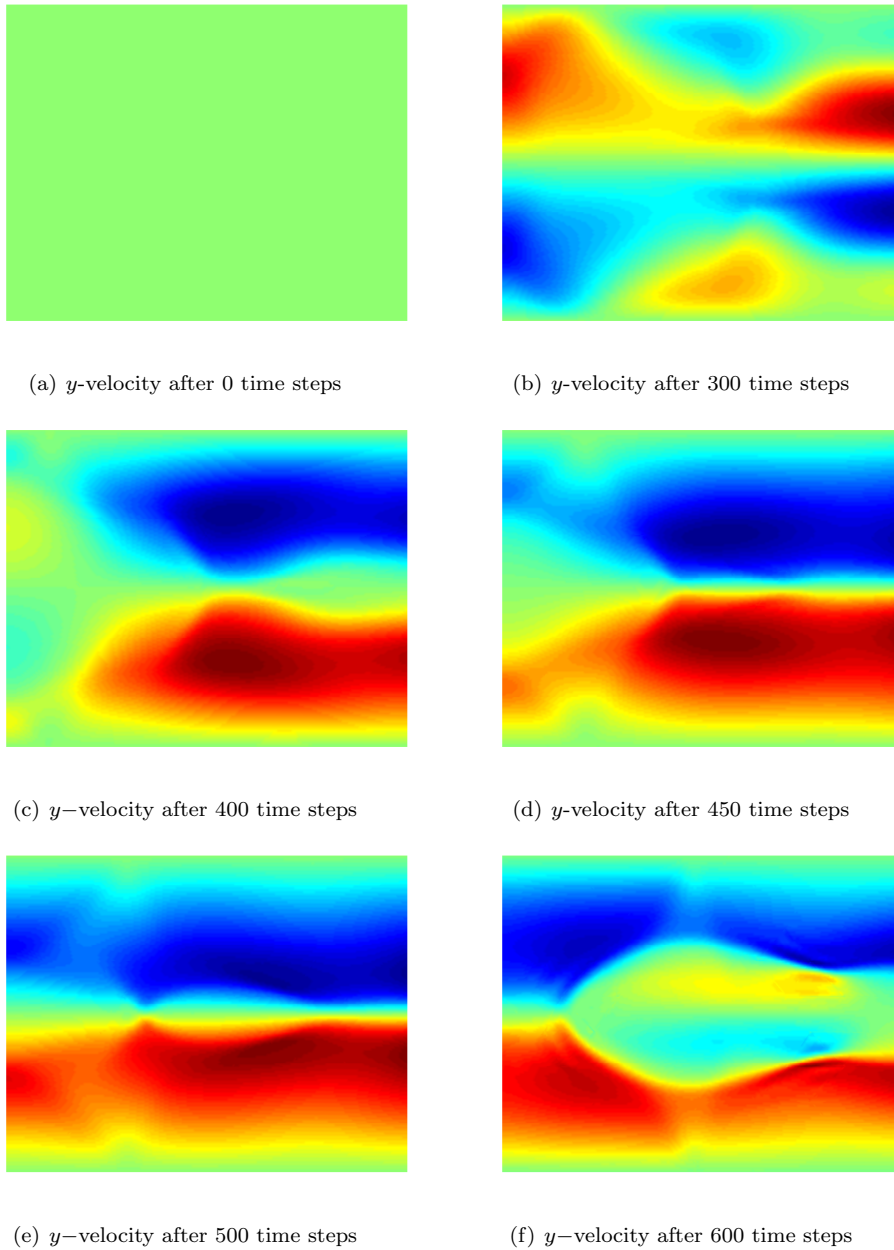 (a) y-velocity after 0 time steps
(b) y-velocity after 300 time steps
(c) y−velocity after 400 time steps
(d) y-velocity after 450 time steps
(e) y−velocity after 500 time steps
(f) y−velocity after 600 time steps